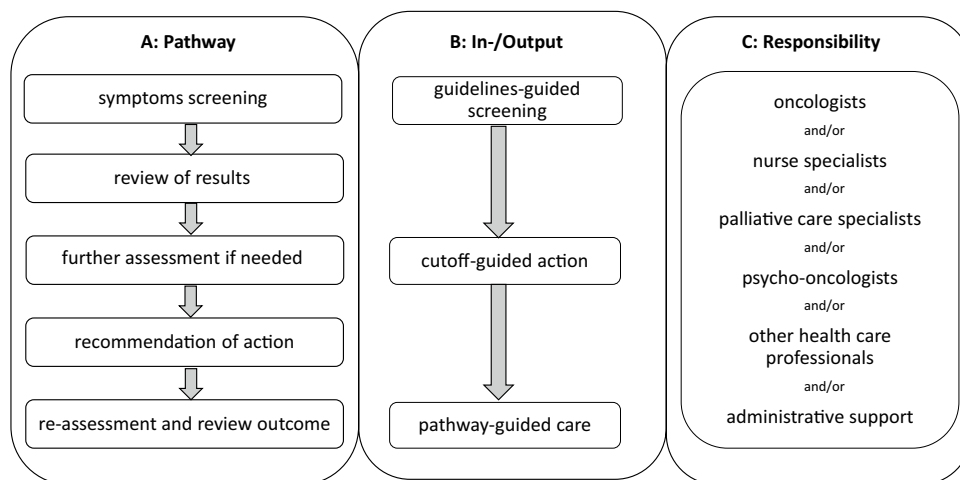 A: Pathway
symptoms screening
review of results
further assessment if needed
recommendation of action
re-assessment and review outcome
B: In-/Output
guidelines-guided
screening
cutoff-guided action
pathway-guided care
C: Responsibility
oncologists
and/or
nurse specialists
and/or
palliative care specialists
and/or
psycho-oncologists
and/or
other health care
professionals
and/or
administrative support